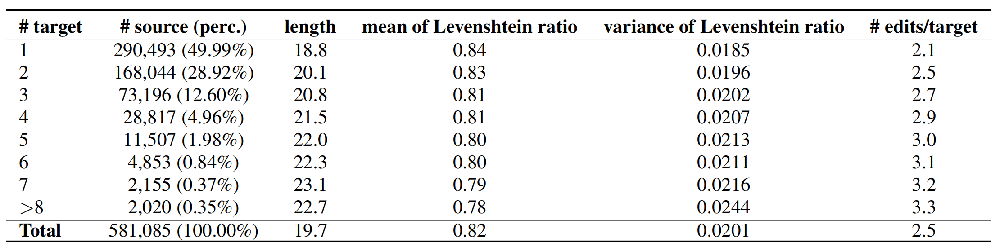 # target # source (perc.) length mean of Levenshtein ratio variance of Levenshtein ratio # edits/target
1 290,493 (49.99%) 18.8 0.84 0.0185 2.1
2 168,044 (28.92%) 20.1 0.83 0.0196 2.5
3 73,196 (12.60%) 20.8 0.81 0.0202 2.7
4 28,817 (4.96%) 21.5 0.81 0.0207 2.9
5 11,507 (1.98%) 22.0 0.80 0.0213 3.0
6 4,853 (0.84%) 22.3 0.80 0.0211 3.1
7 2,155 (0.37%) 23.1 0.79 0.0216 3.2
>8 2,020 (0.35%) 22.7 0.78 0.0244 3.3
Total 581,085 (100.00%) 19.7 0.82 0.0201 2.5